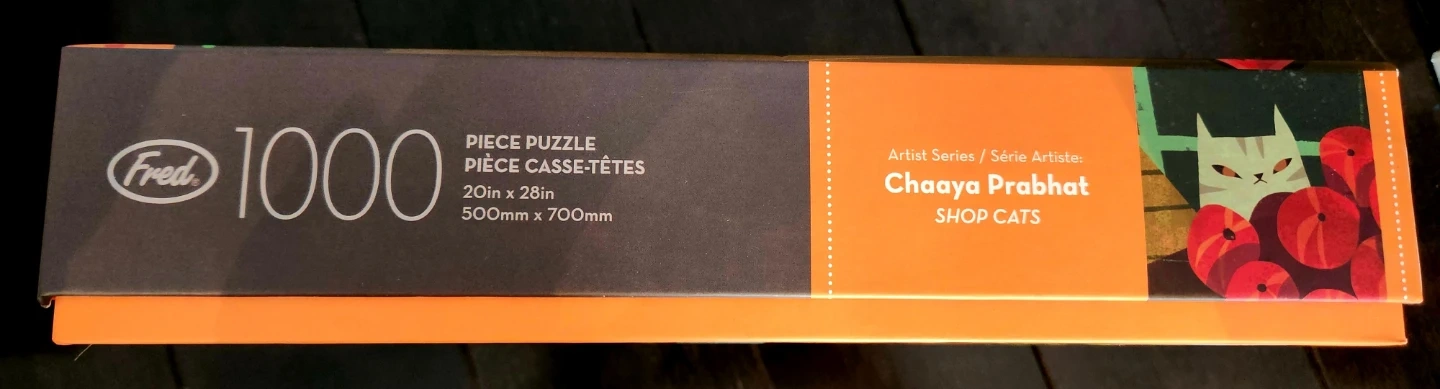 Fred
1000
PIECE PUZZLE
PIÈCE CASSE-TÊTES
20in x 28in
500mm x 700mm
Artist Series / Série Artiste:
Chaaya Prabhat
SHOP CATS